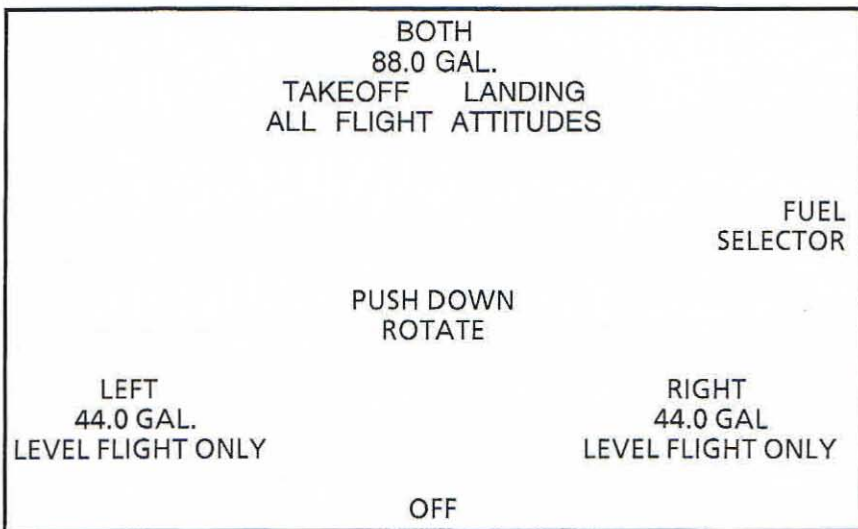 BOTH
88.0 GAL.
TAKEOFF LANDING
ALL FLIGHT ATTITUDES
FUEL
SELECTOR
PUSH DOWN
ROTATE
LEFT
44.0 GAL.
LEVEL FLIGHT ONLY
RIGHT
44.0 GAL
LEVEL FLIGHT ONLY
OFF